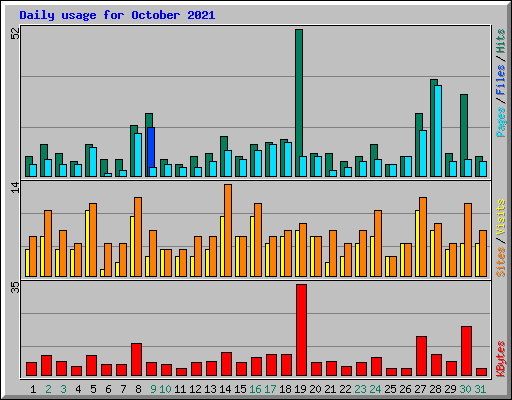 Daily usage for October 2021
52
Pages / Files / Hits
14
Sites / Visits
35
KBytes
1 2 3 4 5 6 7 8 9 10 11 12 13 14 15 16 17 18 19 20 21 22 23 24 25 26 27 28 29 30 31